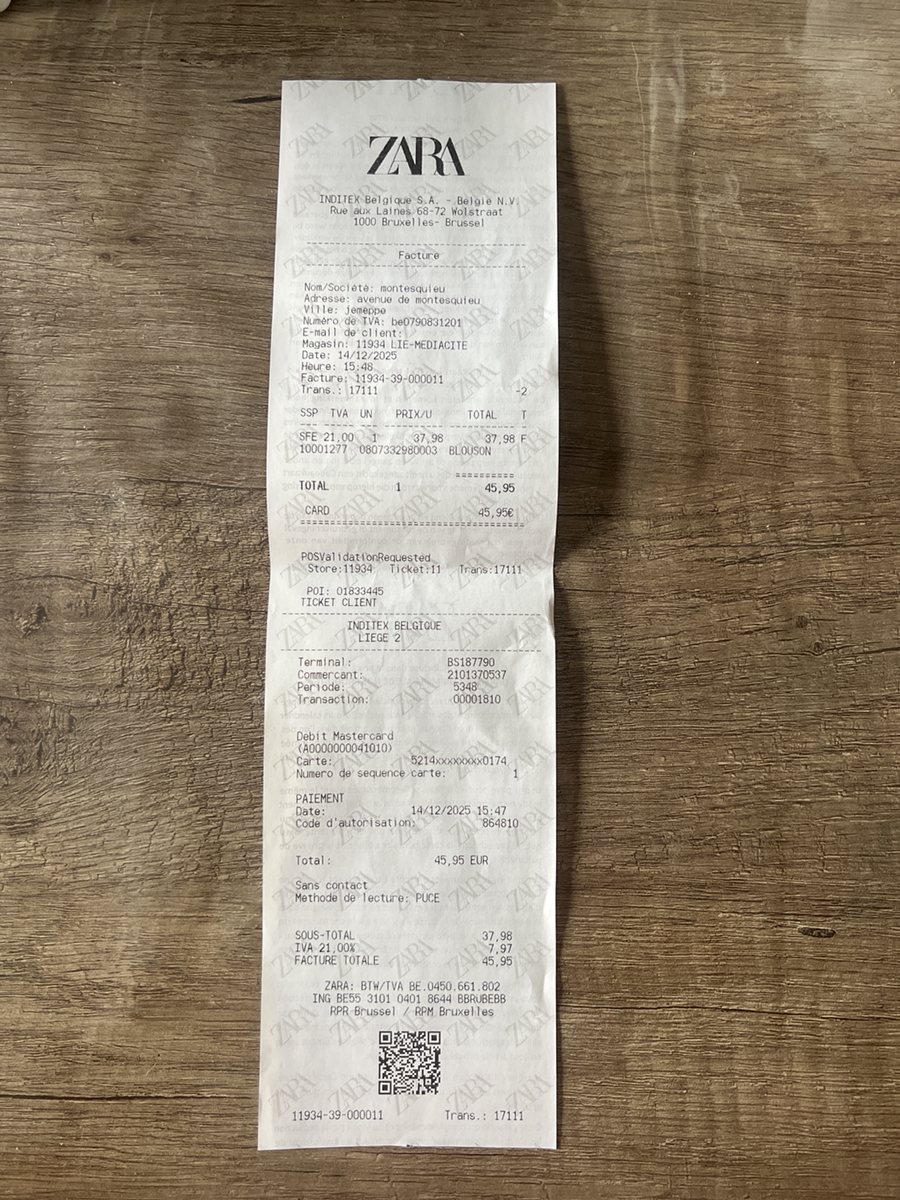 ZARA
INDITEX Belgique S.A. - België N.V.
Rue aux Laines 68-72 Wolstraat
1000 Bruxelles- Brussel
Facture
Nom/Société: montesquieu
Adresse: avenue de montesquieu
Ville: jemeppe
Numéro de TVA: be0790831201
E-mail de client:
Magasin: 11934 LIE-MEDIACITE
Date: 14/12/2025
Heure: 15:48
Facture: 11934-39-000011
Trans.: 17111 -2
SSP TVA UN PRIX/U TOTAL T
SFE 21,00 1 37,98 37,98 F
10001277 0807332980003 BLOUSON
==========
TOTAL 1 45,95
CARD 45,95€
POSValidationRequested
Store:11934 Ticket:11 Trans:17111
POI: 01833445
TICKET CLIENT
INDITEX BELGIQUE
LIEGE 2
Terminal: BS187790
Commercant: 2101370537
Periode: 5348
Transaction: 00001810
Debit Mastercard
(A0000000041010)
Carte: 5214xxxxxxxx0174
Numero de sequence carte: 1
PAIEMENT
Date: 14/12/2025 15:47
Code d'autorisation: 864810
Total: 45,95 EUR
Sans contact
Methode de lecture: PUCE
SOUS-TOTAL 37,98
IVA 21,00% 7,97
FACTURE TOTALE 45,95
ZARA: BTW/TVA BE.0450.661.802
ING BE55 3101 0401 8644 BBRUBEBB
RPR Brussel / RPM Bruxelles
11934-39-000011 Trans.: 17111